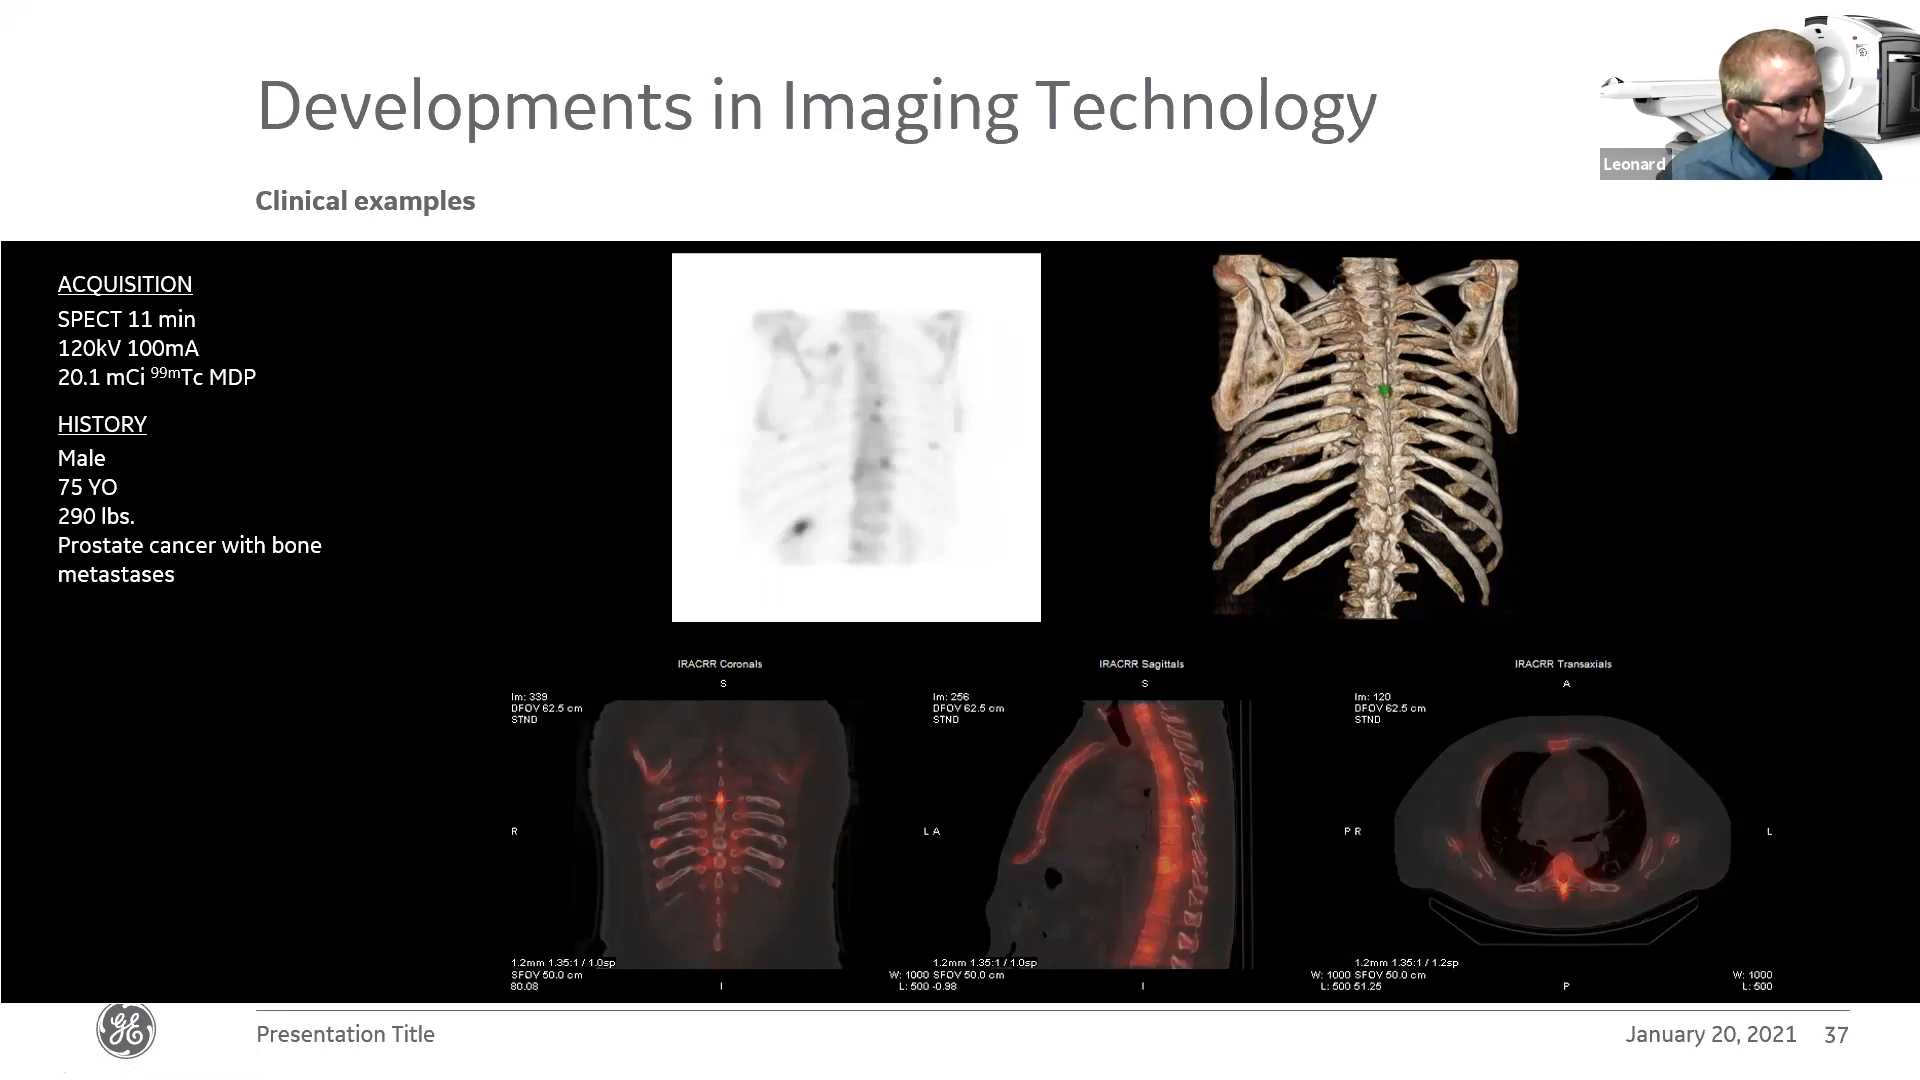 Developments in Imaging Technology
Leonard
Clinical examples
ACQUISITION
SPECT 11 min
120kV 100mA
20.1 mCi ⁹⁹ᵐTc MDP
HISTORY
Male
75 YO
290 lbs.
Prostate cancer with bone
metastases
IRACRR Coronals
S
Im: 339
DFOV 62.5 cm
STND
R
L
1.2mm 1.35:1 / 1.0sp
SFOV 50.0 cm
80.08
I
W: 1000
L: 500
IRACRR Sagittals
S
Im: 256
DFOV 62.5 cm
STND
A
P
1.2mm 1.35:1 / 1.0sp
SFOV 50.0 cm
-0.98
I
W: 1000
L: 500
IRACRR Transaxials
A
Im: 120
DFOV 62.5 cm
STND
R
L
1.2mm 1.35:1 / 1.2sp
SFOV 50.0 cm
51.25
P
W: 1000
L: 500
GE
Presentation Title
January 20, 2021 37